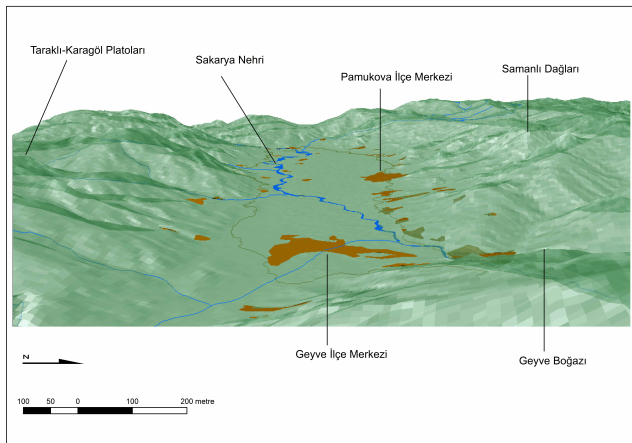 Taraklı-Karagöl Platoları
Sakarya Nehri
Pamukova İlçe Merkezi
Samanlı Dağları
Geyve İlçe Merkezi
Geyve Boğazı
N
100 50 0 100 200 metre